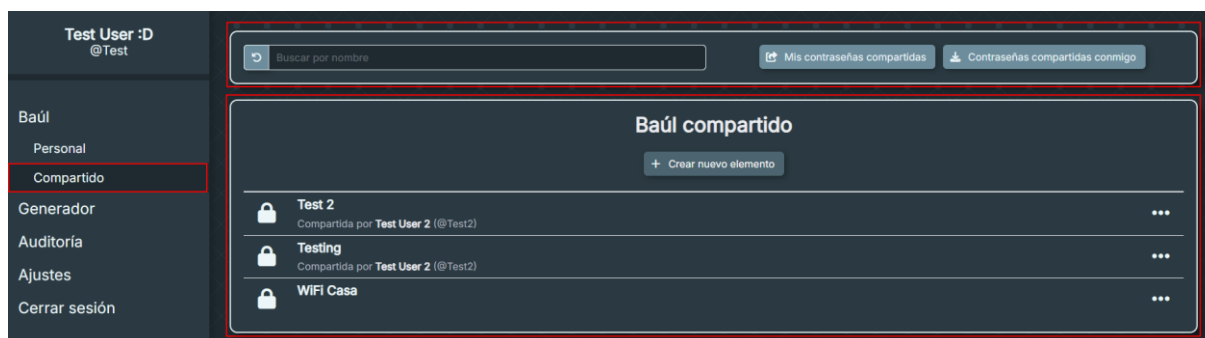 Test User :D
@Test
Baúl
Personal
Compartido
Generador
Auditoría
Ajustes
Cerrar sesión
Buscar por nombre
Mis contraseñas compartidas
Contraseñas compartidas conmigo
Baúl compartido
+ Crear nuevo elemento
Test 2
Compartida por Test User 2 (@Test2)
Testing
Compartida por Test User 2 (@Test2)
WiFi Casa